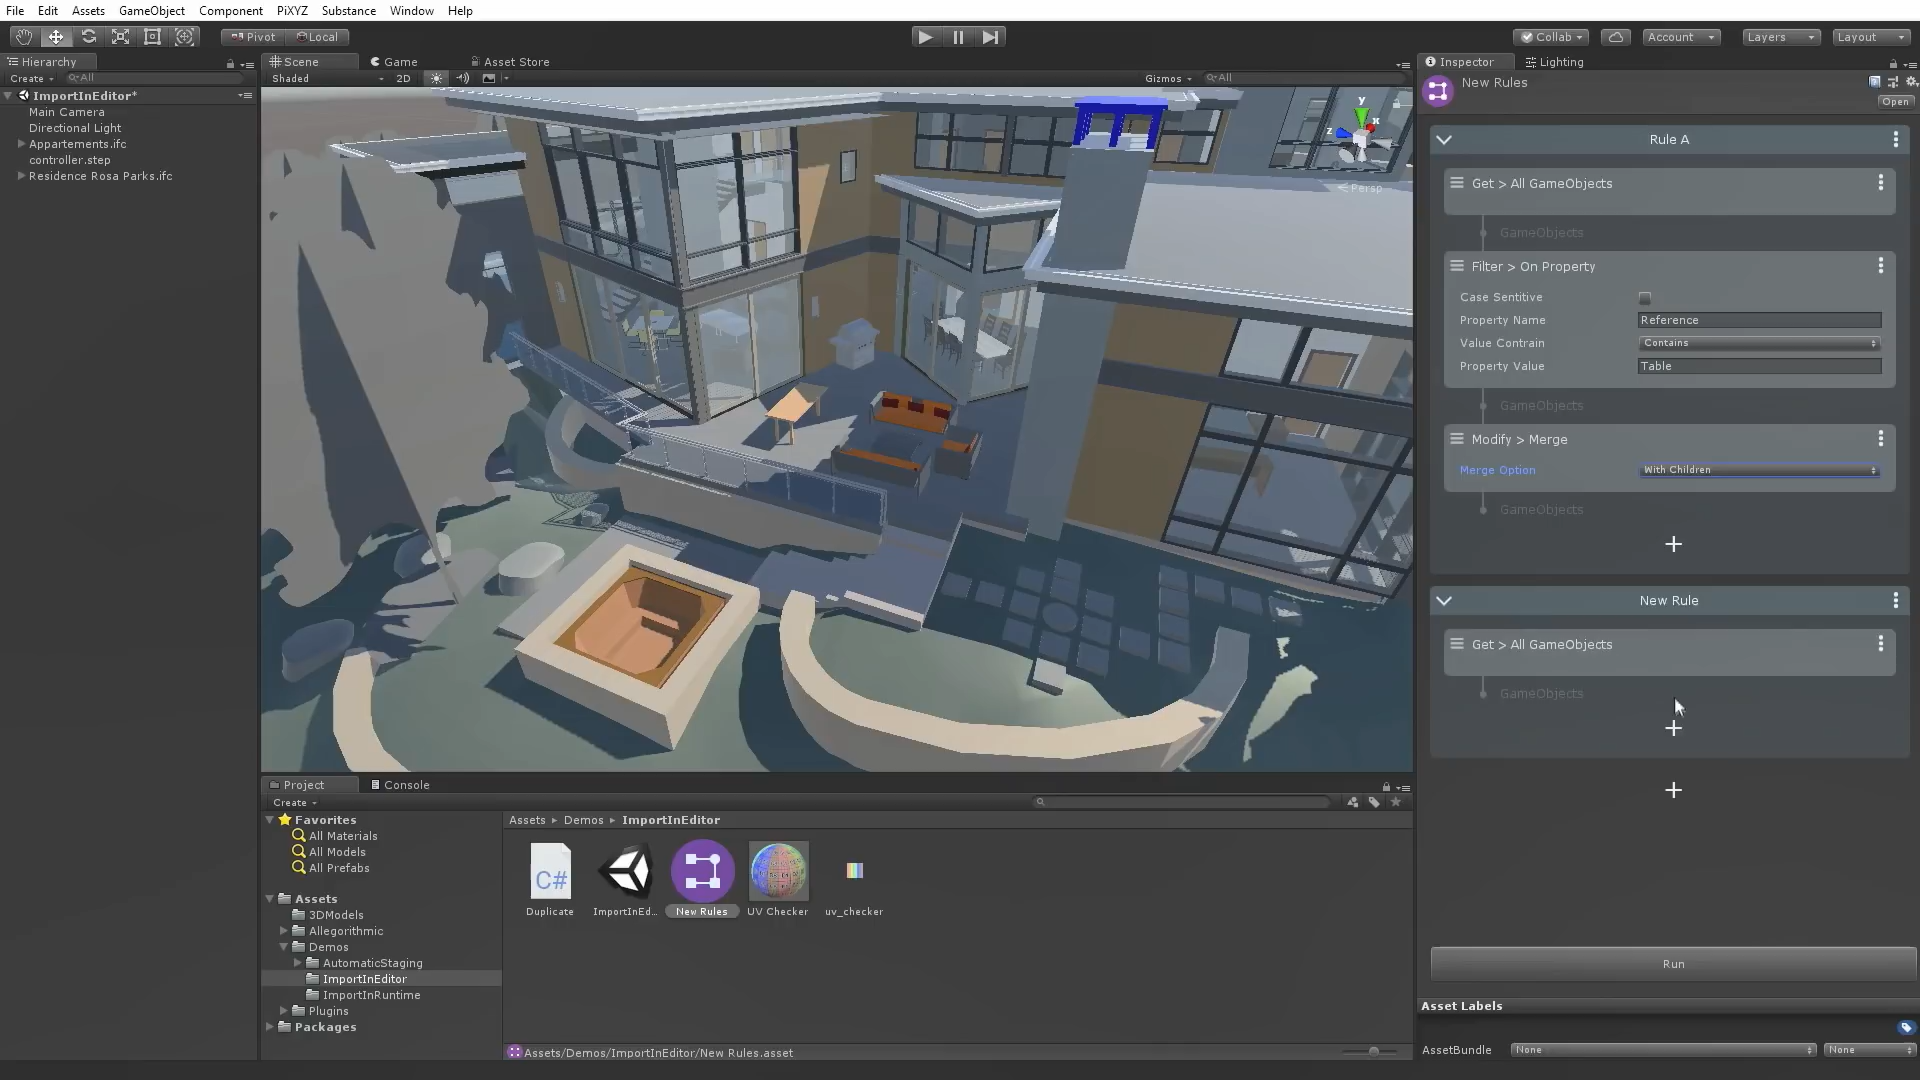 File Edit Assets GameObject Component PiXYZ Substance Window Help
Pivot Local Collab Account Layers Layout
Hierarchy
Create All
ImportInEditor*
Main Camera
Directional Light
Appartements.ifc
controller.step
Residence Rosa Parks.ifc
Scene Game Asset Store
Shaded 2D Gizmos All
y
x
z
Persp
Inspector Lighting
New Rules
Open
Rule A
Get > All GameObjects
GameObjects
Filter > On Property
Case Sentitive
Property Name Reference
Value Contrain Contains
Property Value Table
GameObjects
Modify > Merge
Merge Option With Children
GameObjects
+
New Rule
Get > All GameObjects
GameObjects
+
+
Run
Asset Labels
AssetBundle None None
Project Console
Create
Favorites
All Materials
All Models
All Prefabs
Assets
3DModels
Allegorithmic
Demos
AutomaticStaging
ImportInEditor
ImportInRuntime
Plugins
Packages
Assets ▸ Demos ▸ ImportInEditor
C#
Duplicate ImportInEd... New Rules UV Checker uv_checker
Assets/Demos/ImportInEditor/New Rules.asset